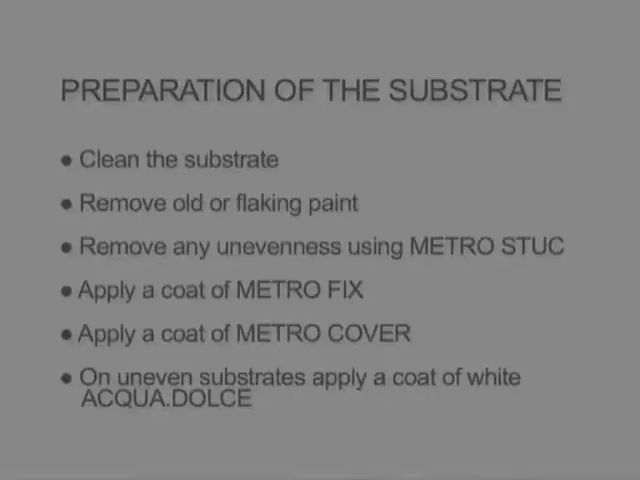 PREPARATION OF THE SUBSTRATE
● Clean the substrate
● Remove old or flaking paint
● Remove any unevenness using METRO STUC
● Apply a coat of METRO FIX
● Apply a coat of METRO COVER
● On uneven substrates apply a coat of white
ACQUA.DOLCE